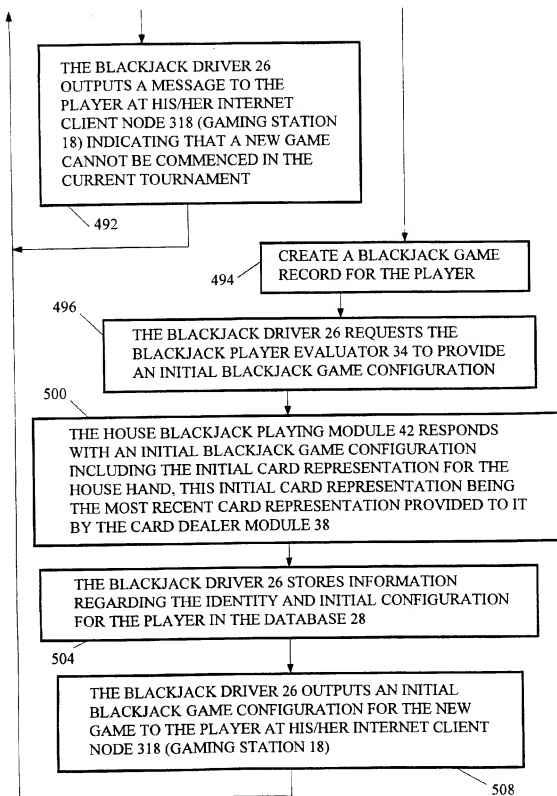 THE BLACKJACK DRIVER 26
OUTPUTS A MESSAGE TO THE
PLAYER AT HIS/HER INTERNET
CLIENT NODE 318 (GAMING STATION
18) INDICATING THAT A NEW GAME
CANNOT BE COMMENCED IN THE
CURRENT TOURNAMENT
492
CREATE A BLACKJACK GAME
RECORD FOR THE PLAYER
494
496
THE BLACKJACK DRIVER 26 REQUESTS THE
BLACKJACK PLAYER EVALUATOR 34 TO PROVIDE
AN INITIAL BLACKJACK GAME CONFIGURATION
500
THE HOUSE BLACKJACK PLAYING MODULE 42 RESPONDS
WITH AN INITIAL BLACKJACK GAME CONFIGURATION
INCLUDING THE INITIAL CARD REPRESENTATION FOR THE
HOUSE HAND, THIS INITIAL CARD REPRESENTATION BEING
THE MOST RECENT CARD REPRESENTATION PROVIDED TO IT
BY THE CARD DEALER MODULE 38
THE BLACKJACK DRIVER 26 STORES INFORMATION
REGARDING THE IDENTITY AND INITIAL CONFIGURATION
FOR THE PLAYER IN THE DATABASE 28
504
THE BLACKJACK DRIVER 26 OUTPUTS AN INITIAL
BLACKJACK GAME CONFIGURATION FOR THE NEW
GAME TO THE PLAYER AT HIS/HER INTERNET CLIENT
NODE 318 (GAMING STATION 18)
508